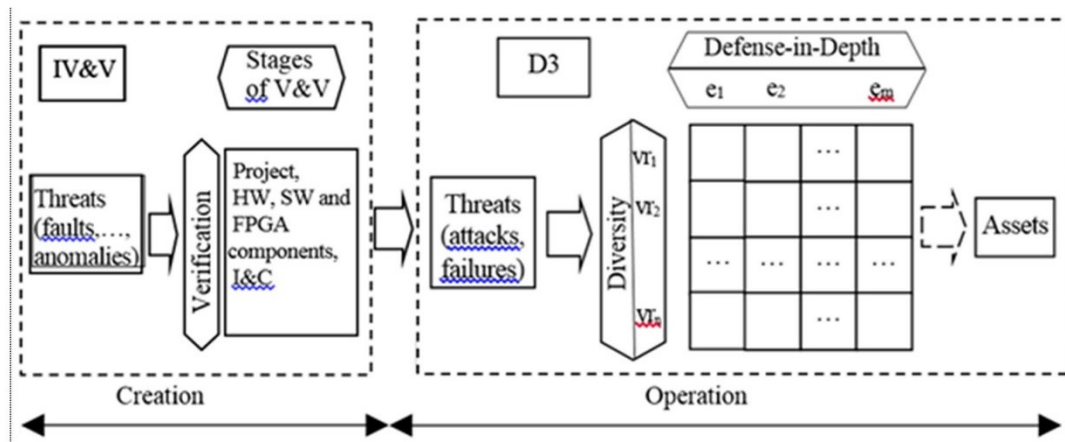 IV&V
Stages
of V&V
Threats
(faults,…,
anomalies)
Verification
Project,
HW, SW and
FPGA
components,
I&C
D3
Defense-in-Depth
e1 e2 em
Threats
(attacks,
failures)
Diversity
vr1
vr2
vrn
…
…
… … … …
…
Assets
Creation
Operation